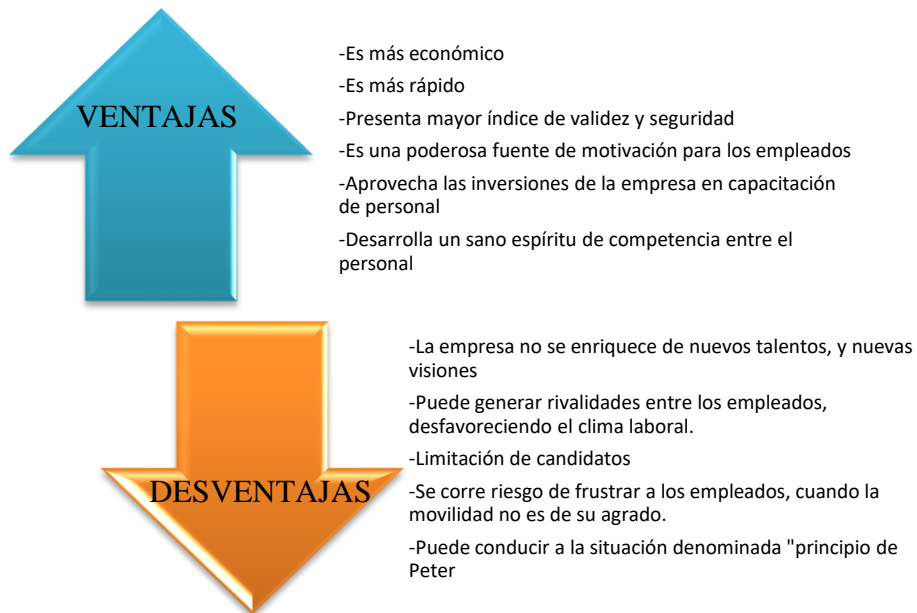 VENTAJAS
-Es más económico
-Es más rápido
-Presenta mayor índice de validez y seguridad
-Es una poderosa fuente de motivación para los empleados
-Aprovecha las inversiones de la empresa en capacitación
de personal
-Desarrolla un sano espíritu de competencia entre el
personal
DESVENTAJAS
-La empresa no se enriquece de nuevos talentos, y nuevas
visiones
-Puede generar rivalidades entre los empleados,
desfavoreciendo el clima laboral.
-Limitación de candidatos
-Se corre riesgo de frustrar a los empleados, cuando la
movilidad no es de su agrado.
-Puede conducir a la situación denominada "principio de
Peter